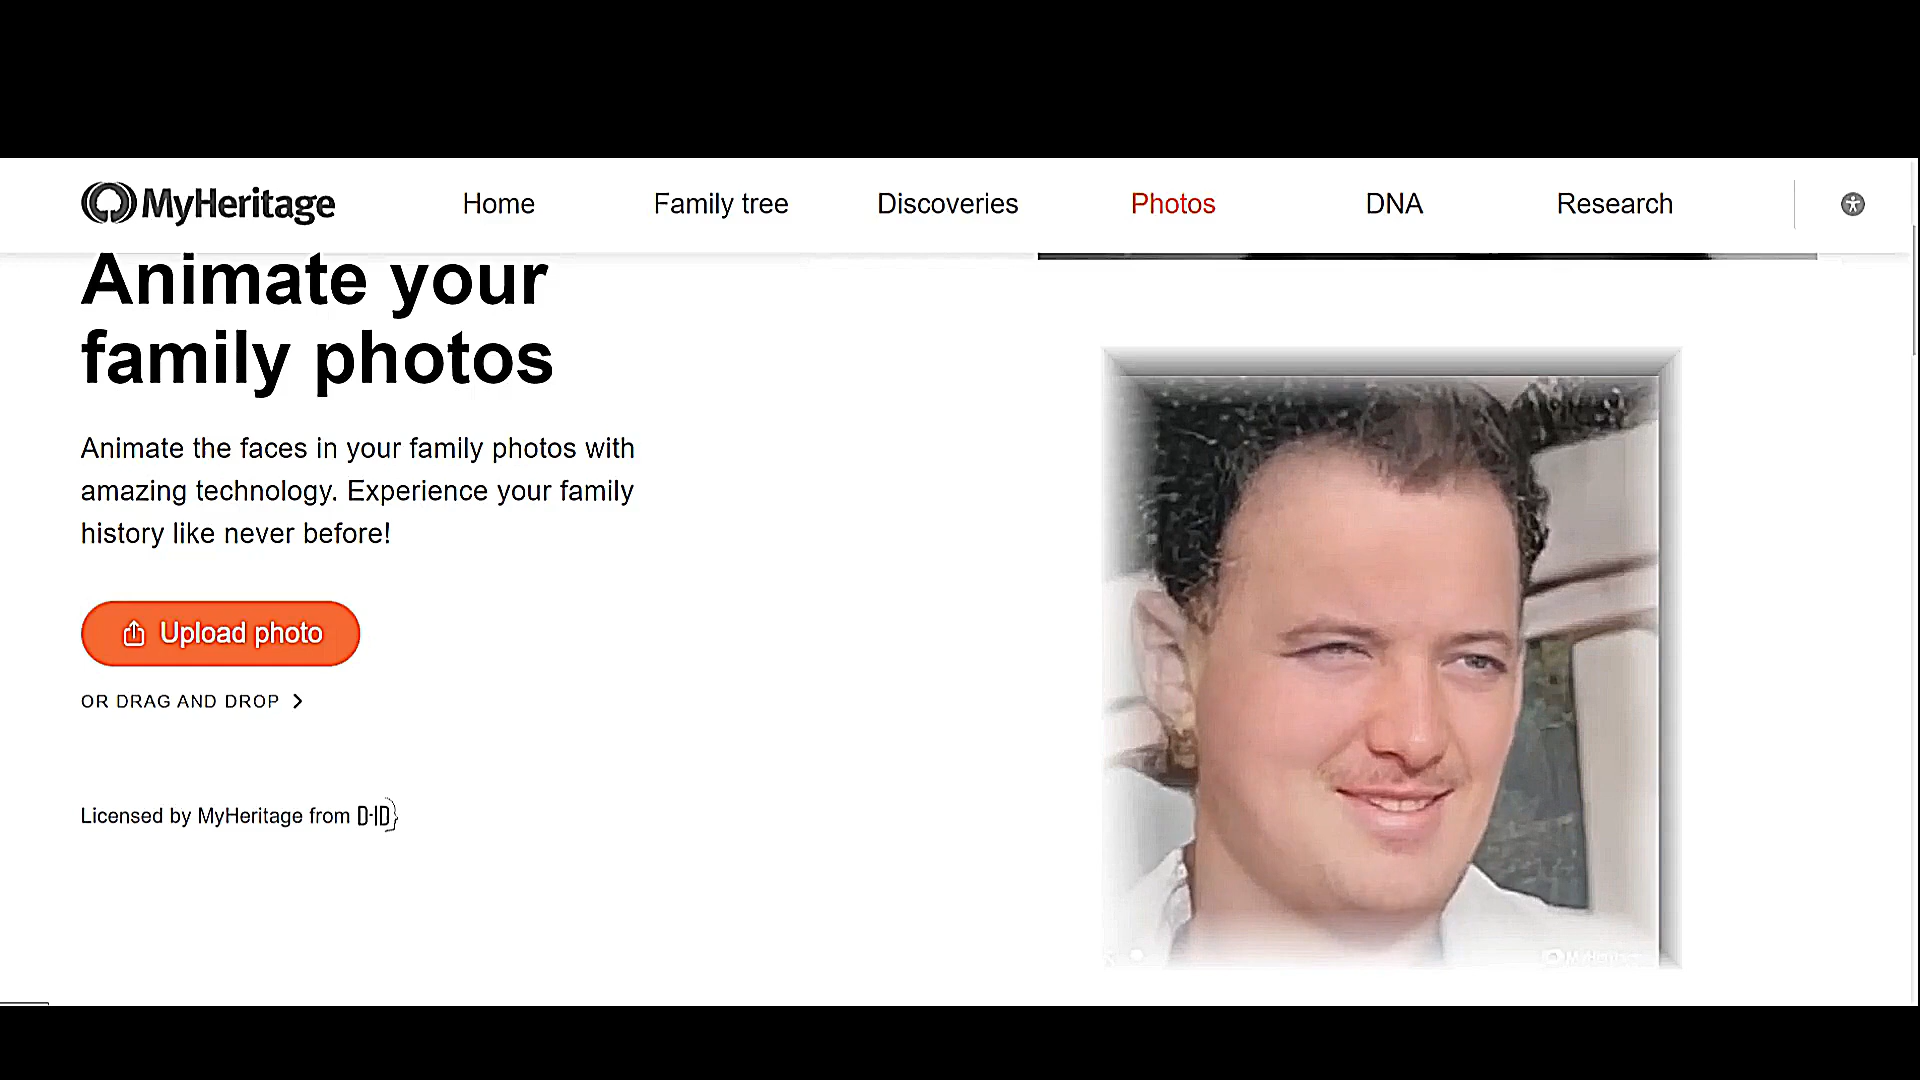 MyHeritage
Home
Family tree
Discoveries
Photos
DNA
Research
Animate your
family photos
Animate the faces in your family photos with
amazing technology. Experience your family
history like never before!
Upload photo
OR DRAG AND DROP
Licensed by MyHeritage from D-ID
MyHeritage